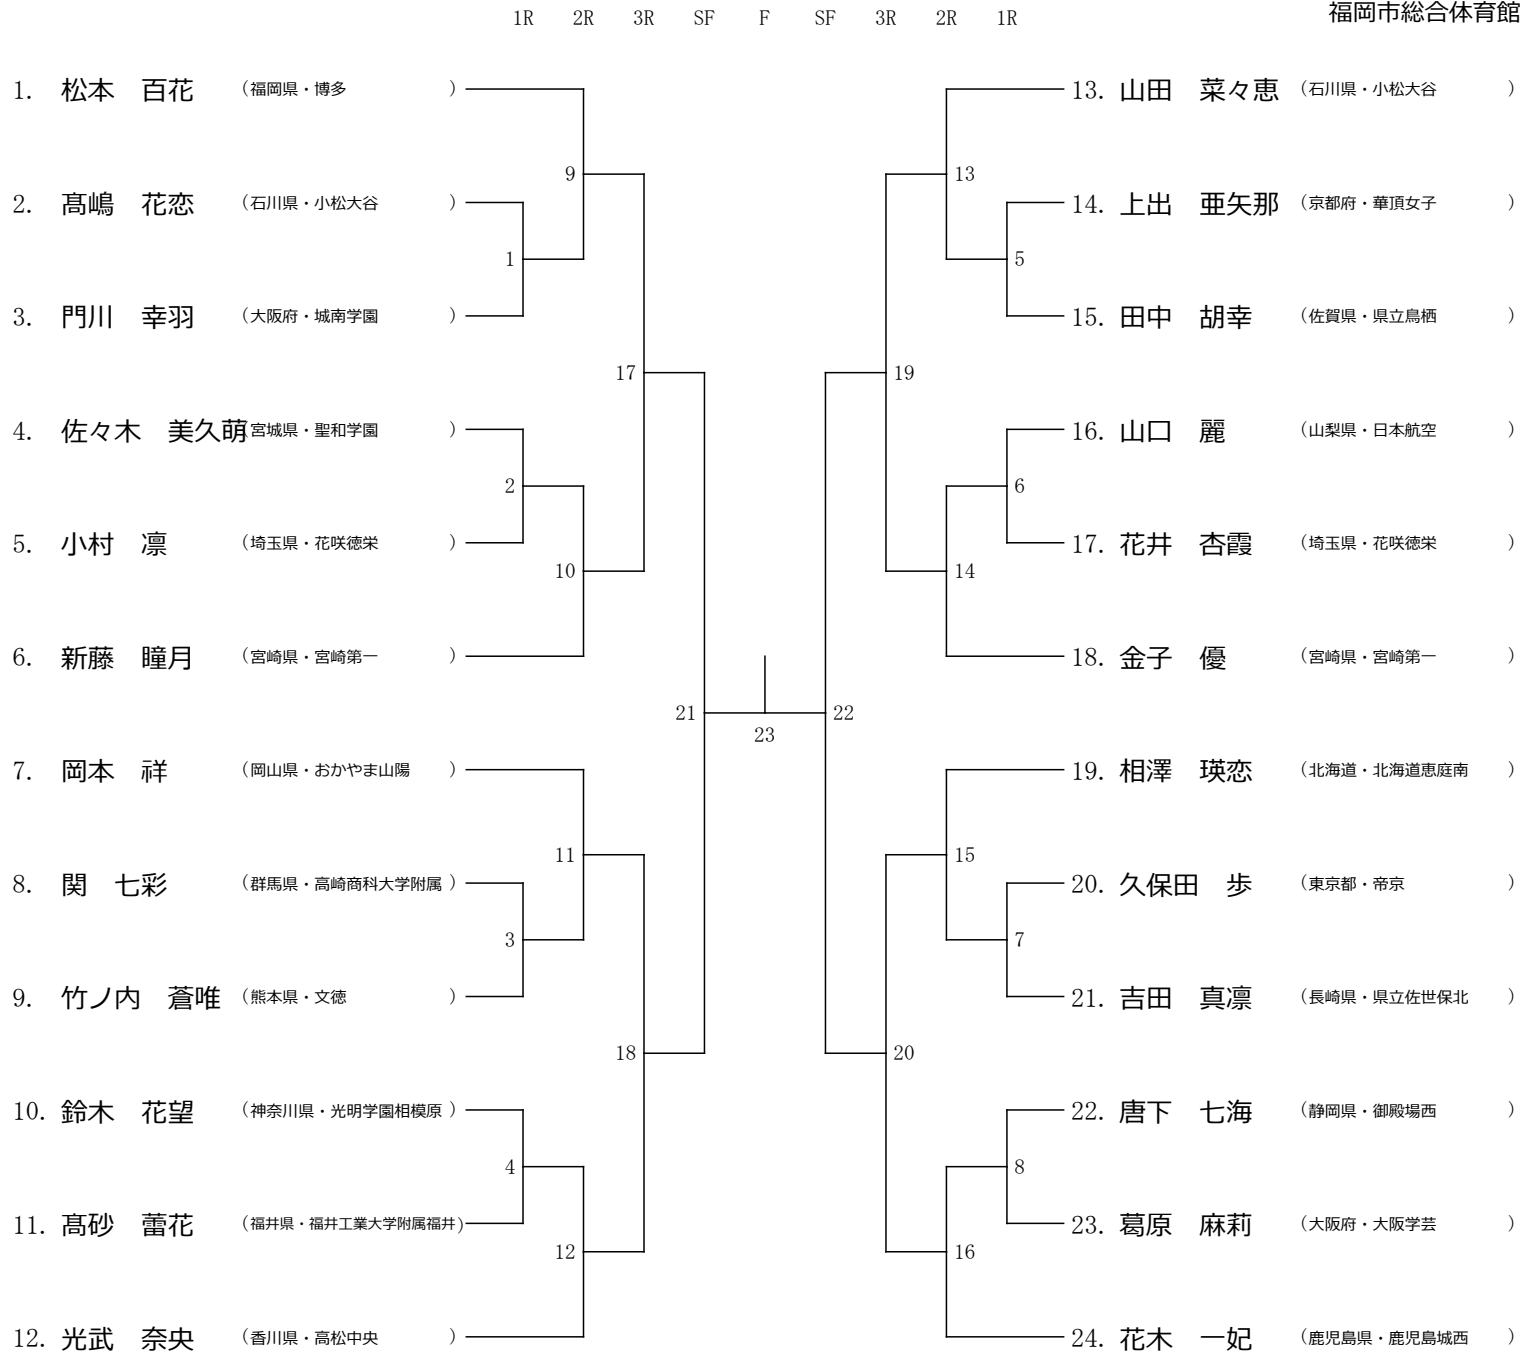 福岡市総合体育館
1R 2R 3R SF F SF 3R 2R 1R
1. 松本　百花 （福岡県・博多 ）
2. 髙嶋　花恋 （石川県・小松大谷 ）
3. 門川　幸羽 （大阪府・城南学園 ）
4. 佐々木　美久萌 （宮城県・聖和学園 ）
5. 小村　凛 （埼玉県・花咲徳栄 ）
6. 新藤　瞳月 （宮崎県・宮崎第一 ）
7. 岡本　祥 （岡山県・おかやま山陽 ）
8. 関　七彩 （群馬県・高崎商科大学附属 ）
9. 竹ノ内　蒼唯 （熊本県・文徳 ）
10. 鈴木　花望 （神奈川県・光明学園相模原 ）
11. 髙砂　蕾花 （福井県・福井工業大学附属福井）
12. 光武　奈央 （香川県・高松中央 ）
1
2
3
4
9
10
11
12
17
18
21
23
22
19
20
13
14
15
16
5
6
7
8
13. 山田　菜々恵 （石川県・小松大谷 ）
14. 上出　亜矢那 （京都府・華頂女子 ）
15. 田中　胡幸 （佐賀県・県立鳥栖 ）
16. 山口　麗 （山梨県・日本航空 ）
17. 花井　杏霞 （埼玉県・花咲徳栄 ）
18. 金子　優 （宮崎県・宮崎第一 ）
19. 相澤　瑛恋 （北海道・北海道恵庭南 ）
20. 久保田　歩 （東京都・帝京 ）
21. 吉田　真凛 （長崎県・県立佐世保北 ）
22. 唐下　七海 （静岡県・御殿場西 ）
23. 葛原　麻莉 （大阪府・大阪学芸 ）
24. 花木　一妃 （鹿児島県・鹿児島城西 ）